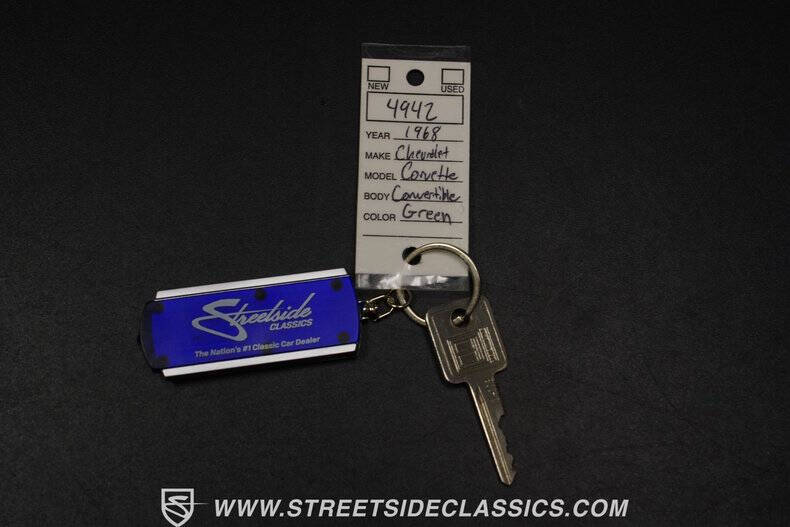 NEW USED
4942
YEAR 1968
MAKE Chevrolet
MODEL Corvette
BODY Convertible
COLOR Green
Streetside
CLASSICS
The Nation's #1 Classic Car Dealer
WWW.STREETSIDECLASSICS.COM